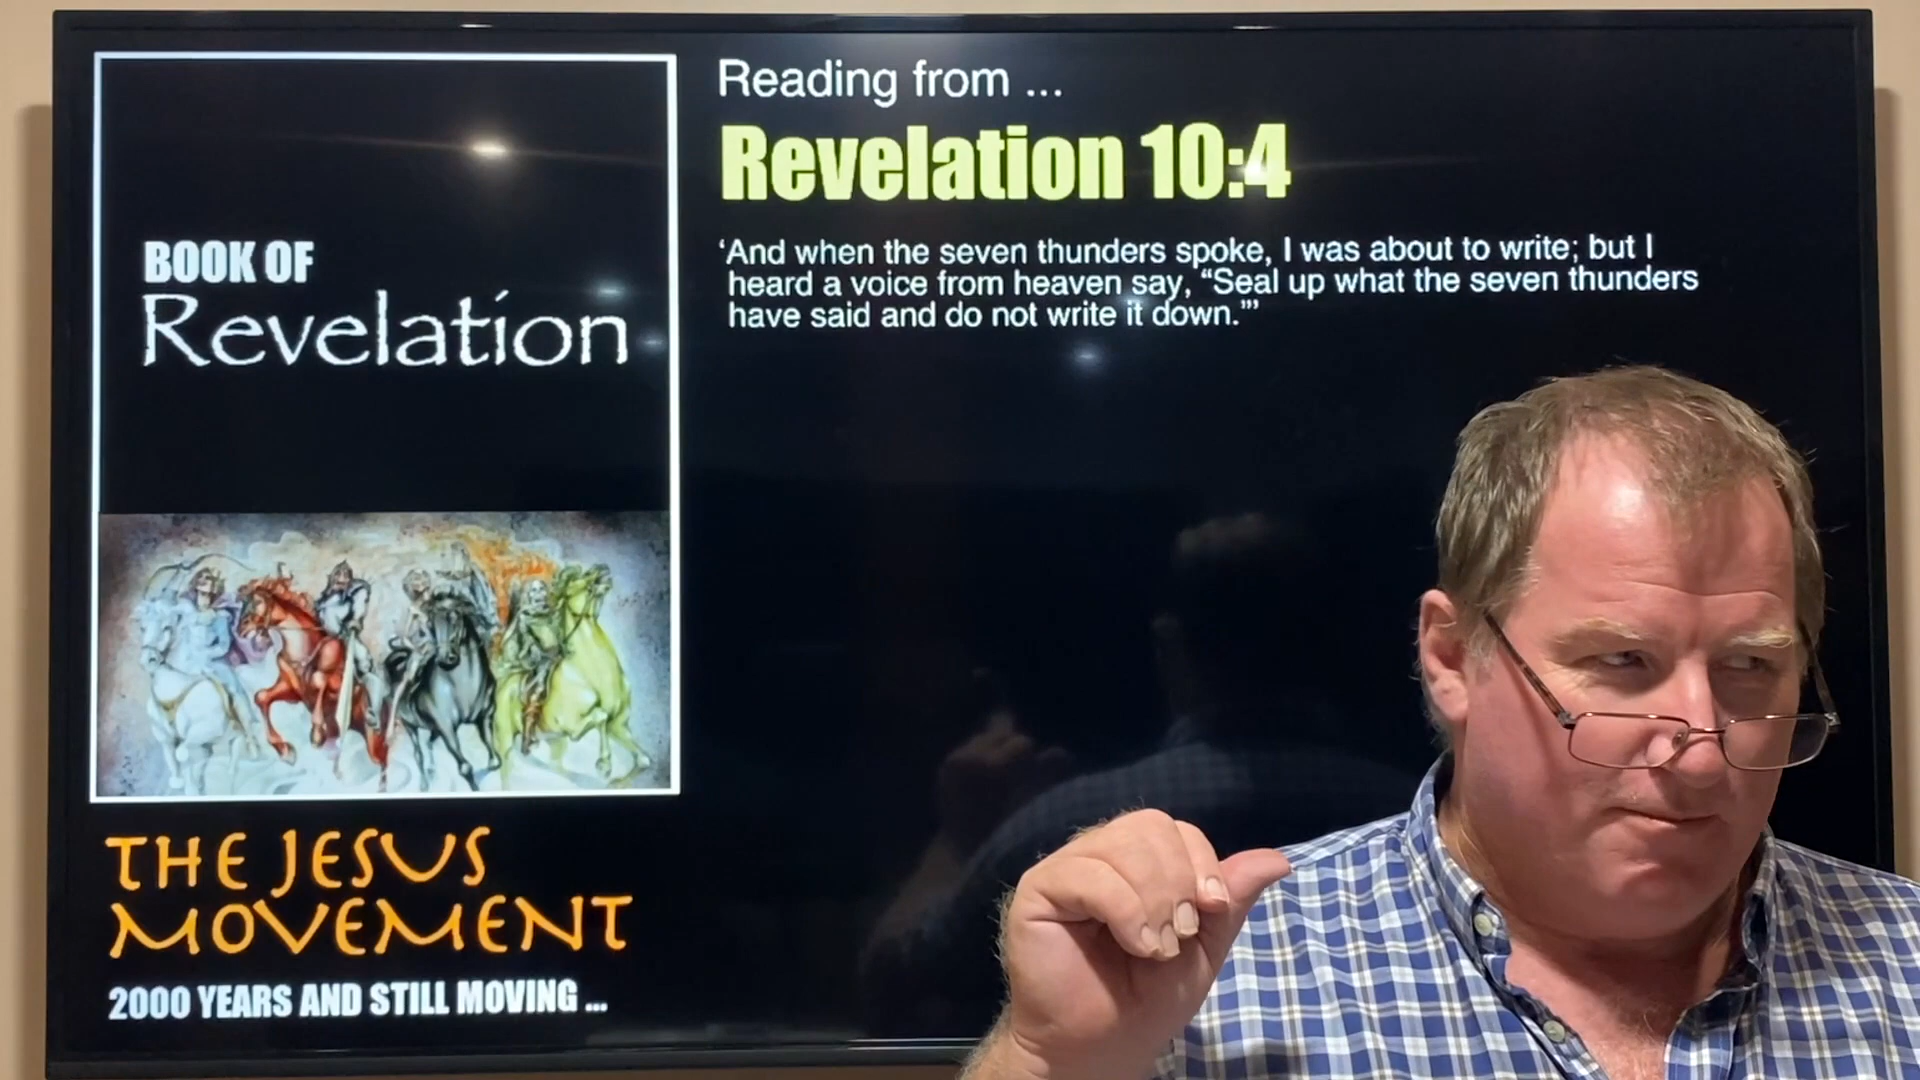 BOOK OF
Revelation
THE JESUS
MOVEMENT
2000 YEARS AND STILL MOVING ...
Reading from ...
Revelation 10:4
‘And when the seven thunders spoke, I was about to write; but I
heard a voice from heaven say, “Seal up what the seven thunders
have said and do not write it down.”’